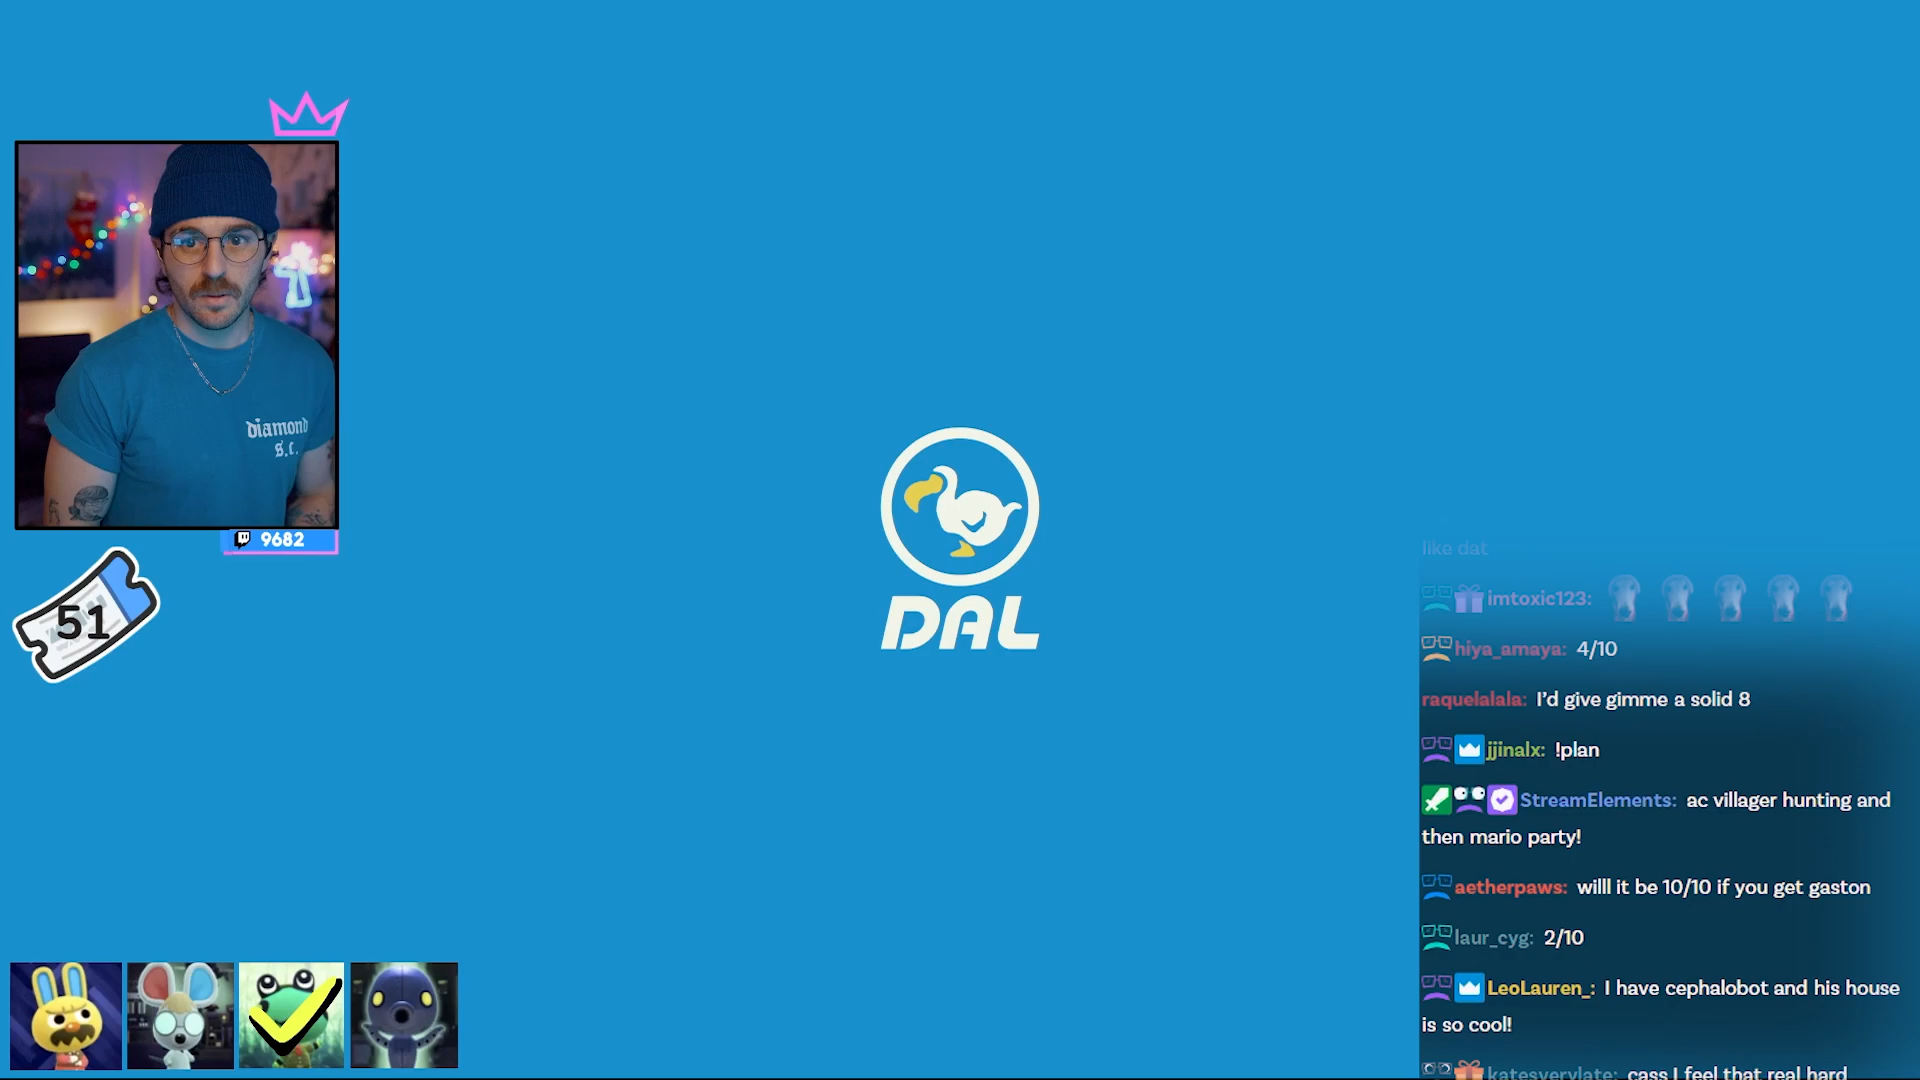 diamond
s.c.
9682
51
DAL
like dat
imtoxic123:
hiya_amaya: 4/10
raquelalala: I'd give gimme a solid 8
jjinalx: !plan
StreamElements: ac villager hunting and
then mario party!
aetherpaws: willl it be 10/10 if you get gaston
laur_cyg: 2/10
LeoLauren_: I have cephalobot and his house
is so cool!
katesverylate: cass I feel that real hard